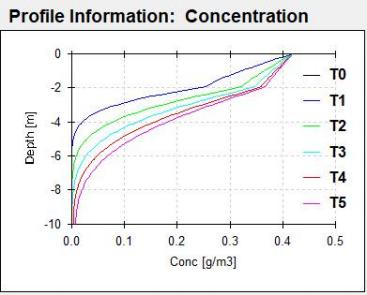 Profile Information: Concentration
0
-2
-4
-6
-8
-10
Depth [m]
0.0 0.1 0.2 0.3 0.4 0.5
Conc [g/m3]
T0
T1
T2
T3
T4
T5